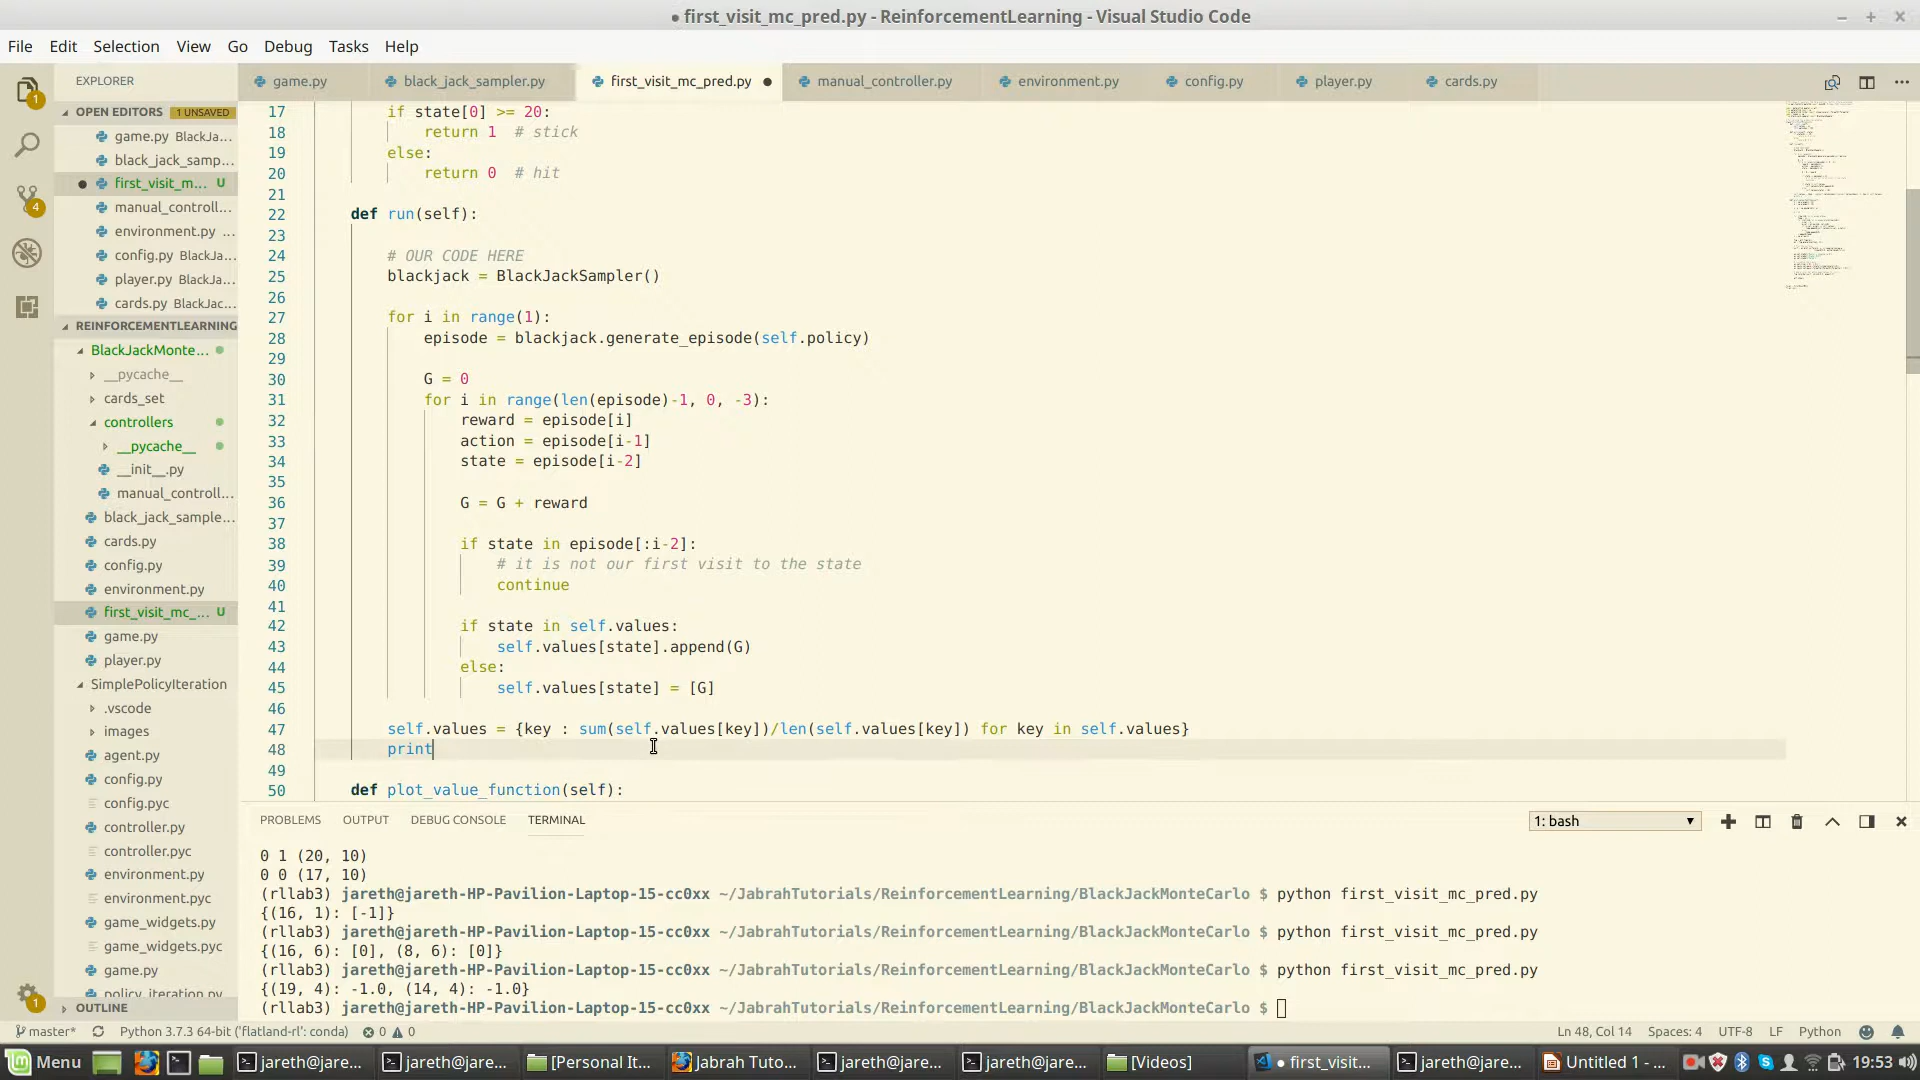 ● first_visit_mc_pred.py - ReinforcementLearning - Visual Studio Code
File Edit Selection View Go Debug Tasks Help
EXPLORER
game.py black_jack_sampler.py first_visit_mc_pred.py ● manual_controller.py environment.py config.py player.py cards.py
OPEN EDITORS 1 UNSAVED
game.py BlackJa...
black_jack_samp...
first_visit_m... U
manual_controll...
environment.py ...
config.py BlackJa...
player.py BlackJa...
cards.py BlackJac...
REINFORCEMENTLEARNING
BlackJackMonte...
__pycache__
cards_set
controllers
__pycache__
__init__.py
manual_controll...
black_jack_sample...
cards.py
config.py
environment.py
first_visit_mc_... U
game.py
player.py
SimplePolicyIteration
.vscode
images
agent.py
config.py
config.pyc
controller.py
controller.pyc
environment.py
environment.pyc
game_widgets.py
game_widgets.pyc
game.py
policy_iteration.py
OUTLINE
17 if state[0] >= 20:
18 return 1 # stick
19 else:
20 return 0 # hit
21
22 def run(self):
23
24 # OUR CODE HERE
25 blackjack = BlackJackSampler()
26
27 for i in range(1):
28 episode = blackjack.generate_episode(self.policy)
29
30 G = 0
31 for i in range(len(episode)-1, 0, -3):
32 reward = episode[i]
33 action = episode[i-1]
34 state = episode[i-2]
35
36 G = G + reward
37
38 if state in episode[:i-2]:
39 # it is not our first visit to the state
40 continue
41
42 if state in self.values:
43 self.values[state].append(G)
44 else:
45 self.values[state] = [G]
46
47 self.values = {key : sum(self.values[key])/len(self.values[key]) for key in self.values}
48 print
49
50 def plot_value_function(self):
PROBLEMS OUTPUT DEBUG CONSOLE TERMINAL 1: bash
0 1 (20, 10)
0 0 (17, 10)
(rllab3) jareth@jareth-HP-Pavilion-Laptop-15-cc0xx ~/JabrahTutorials/ReinforcementLearning/BlackJackMonteCarlo $ python first_visit_mc_pred.py
{(16, 1): [-1]}
(rllab3) jareth@jareth-HP-Pavilion-Laptop-15-cc0xx ~/JabrahTutorials/ReinforcementLearning/BlackJackMonteCarlo $ python first_visit_mc_pred.py
{(16, 6): [0], (8, 6): [0]}
(rllab3) jareth@jareth-HP-Pavilion-Laptop-15-cc0xx ~/JabrahTutorials/ReinforcementLearning/BlackJackMonteCarlo $ python first_visit_mc_pred.py
{(19, 4): -1.0, (14, 4): -1.0}
(rllab3) jareth@jareth-HP-Pavilion-Laptop-15-cc0xx ~/JabrahTutorials/ReinforcementLearning/BlackJackMonteCarlo $
master* Python 3.7.3 64-bit ('flatland-rl': conda) 0 0 Ln 48, Col 14 Spaces: 4 UTF-8 LF Python
Menu jareth@jare... jareth@jare... [Personal It... Jabrah Tuto... jareth@jare... jareth@jare... [Videos] ● first_visit... jareth@jare... Untitled 1 - ... 19:53